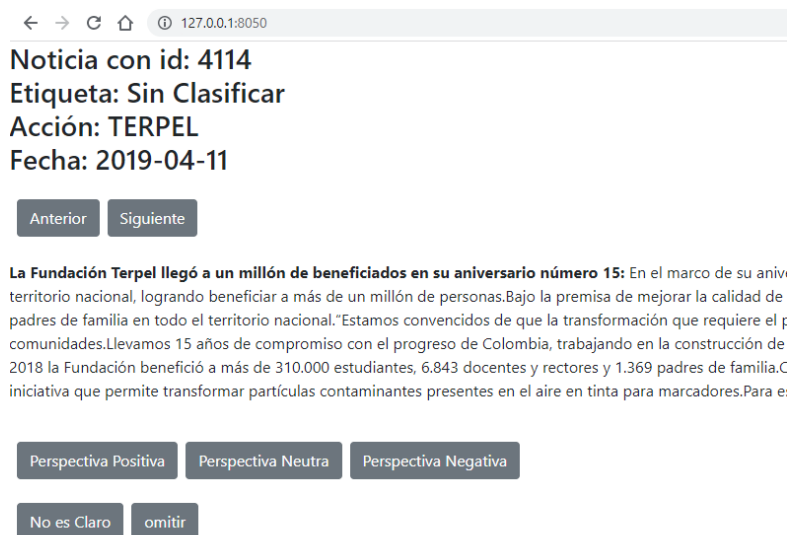 127.0.0.1:8050
Noticia con id: 4114
Etiqueta: Sin Clasificar
Acción: TERPEL
Fecha: 2019-04-11
Anterior Siguiente
La Fundación Terpel llegó a un millón de beneficiados en su aniversario número 15: En el marco de su
territorio nacional, logrando beneficiar a más de un millón de personas.Bajo la premisa de mejorar la calidad de
padres de familia en todo el territorio nacional."Estamos convencidos de que la transformación que requiere el
comunidades.Llevamos 15 años de compromiso con el progreso de Colombia, trabajando en la construcción de
2018 la Fundación benefició a más de 310.000 estudiantes, 6.843 docentes y rectores y 1.369 padres de familia.
iniciativa que permite transformar partículas contaminantes presentes en el aire en tinta para marcadores.Para
Perspectiva Positiva Perspectiva Neutra Perspectiva Negativa
No es Claro omitir